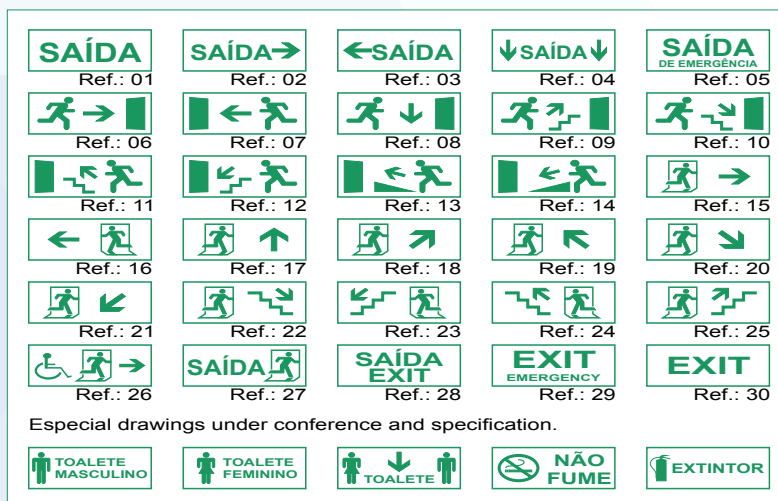 SAÍDA
SAÍDA
SAÍDA
SAÍDA
SAÍDA
DE EMERGÊNCIA
Ref.: 01
Ref.: 02
Ref.: 03
Ref.: 04
Ref.: 05
Ref.: 06
Ref.: 07
Ref.: 08
Ref.: 09
Ref.: 10
Ref.: 11
Ref.: 12
Ref.: 13
Ref.: 14
Ref.: 15
Ref.: 16
Ref.: 17
Ref.: 18
Ref.: 19
Ref.: 20
Ref.: 21
Ref.: 22
Ref.: 23
Ref.: 24
Ref.: 25
SAÍDA
SAÍDA
EXIT
EXIT
EMERGENCY
EXIT
Ref.: 26
Ref.: 27
Ref.: 28
Ref.: 29
Ref.: 30
Especial drawings under conference and specification.
TOALETE
MASCULINO
TOALETE
FEMININO
TOALETE
NÃO
FUME
EXTINTOR